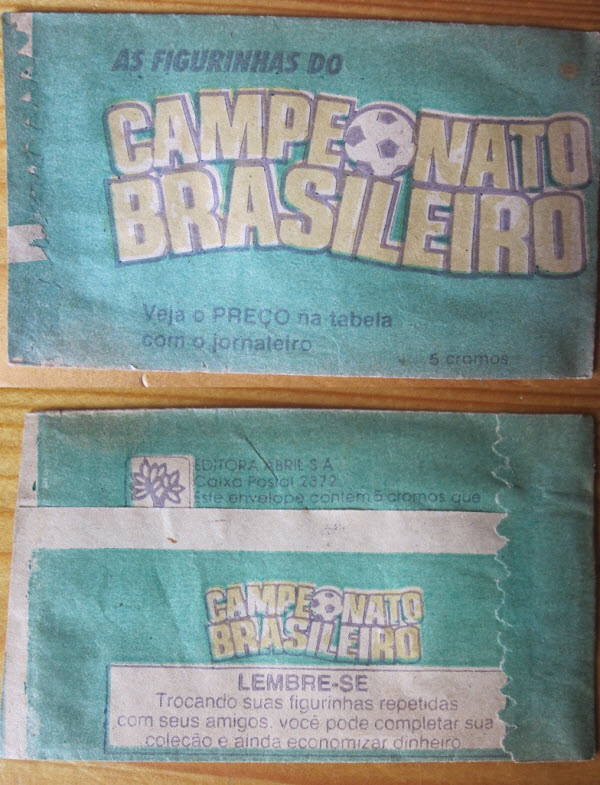 AS FIGURINHAS DO
CAMPEONATO
BRASILEIRO
Veja o PREÇO na tabela
com o jornaleiro
5 cromos
EDITORA ABRIL S A
Caixa Postal 2372
Este envelope contém 5 cromos que
CAMPEONATO
BRASILEIRO
LEMBRE-SE
Trocando suas figurinhas repetidas
com seus amigos, você pode completar sua
coleção e ainda economizar dinheiro